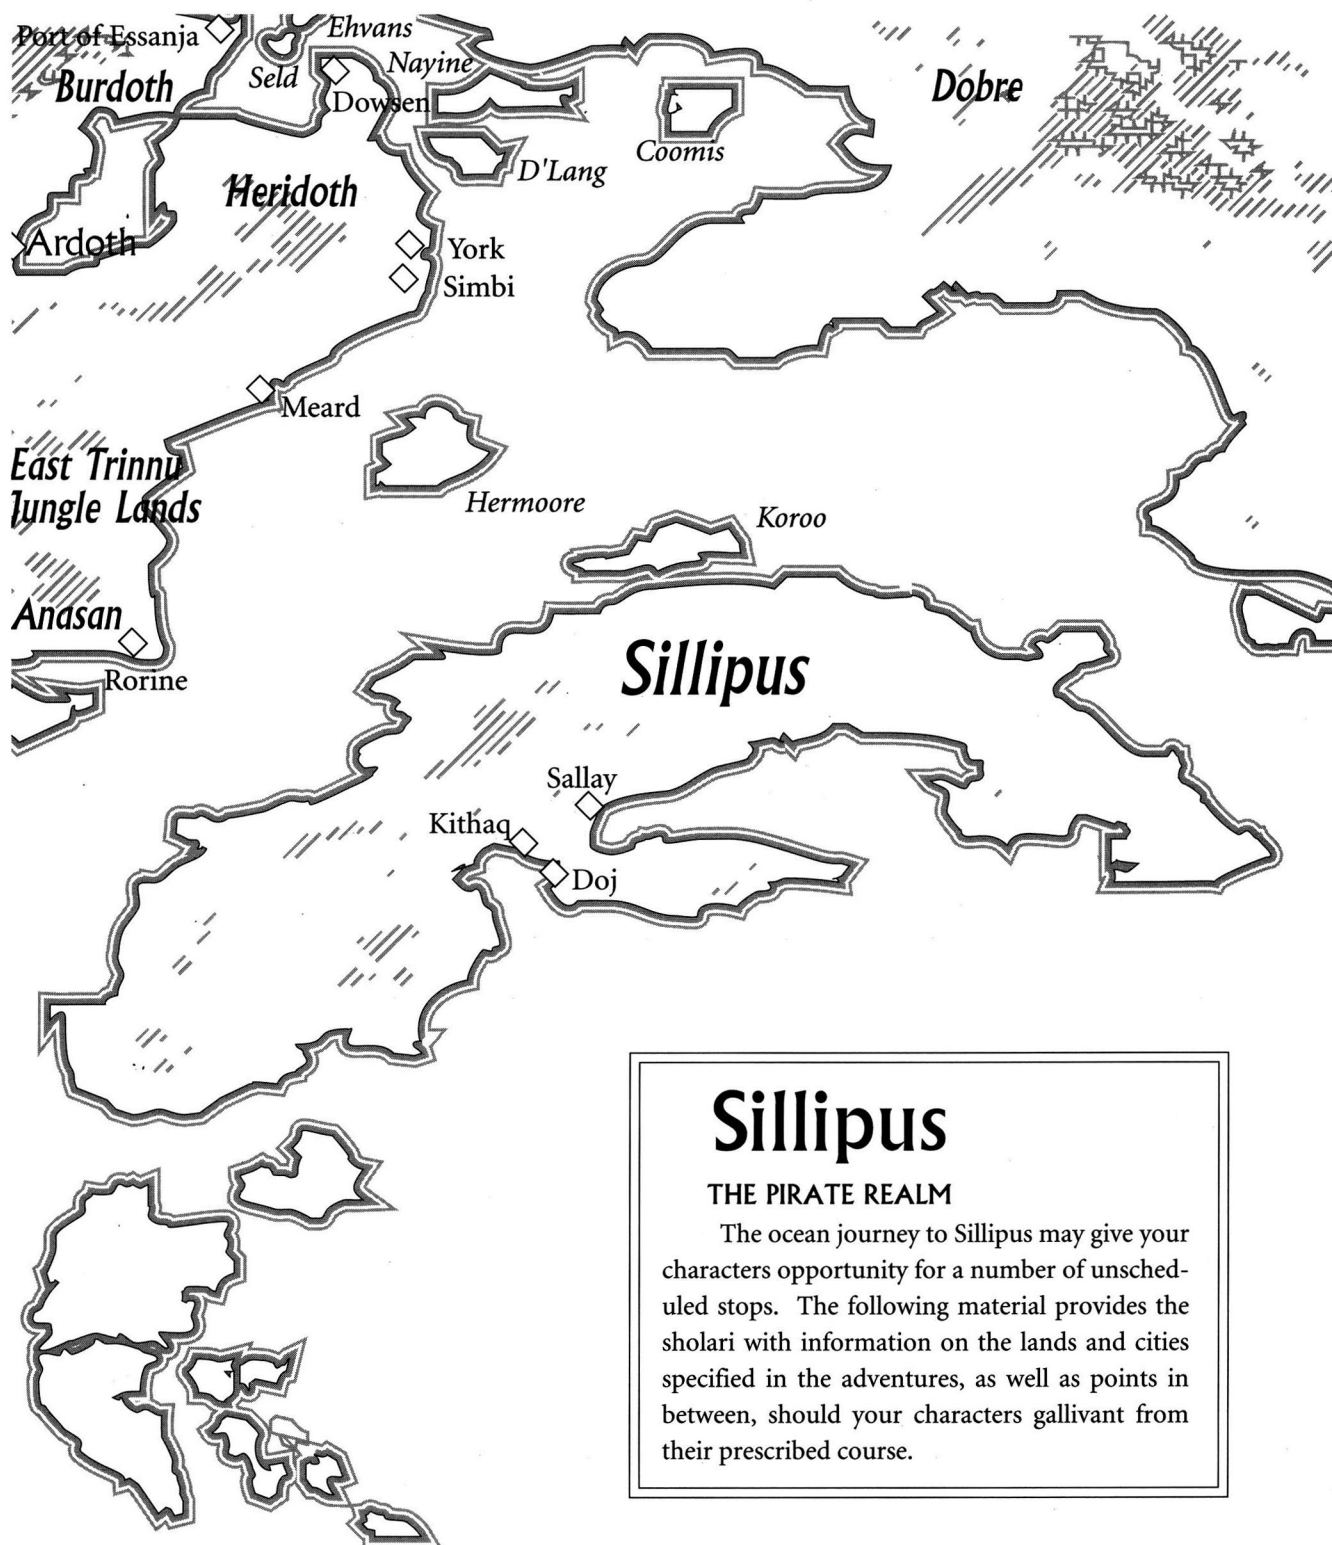 Port of Essanja
Ehvans
Burdoth
Seld
Nayine
Dowsen
Dobre
Coomis
D'Lang
Heridoth
Ardoth
York
Simbi
Meard
East Trinnu
Jungle Lands
Hermoore
Koroo
Anasan
Rorine
Sillipus
Sallay
Kithaq
Doj
Sillipus
THE PIRATE REALM
The ocean journey to Sillipus may give your
characters opportunity for a number of unsched-
uled stops. The following material provides the
sholari with information on the lands and cities
specified in the adventures, as well as points in
between, should your characters gallivant from
their prescribed course.